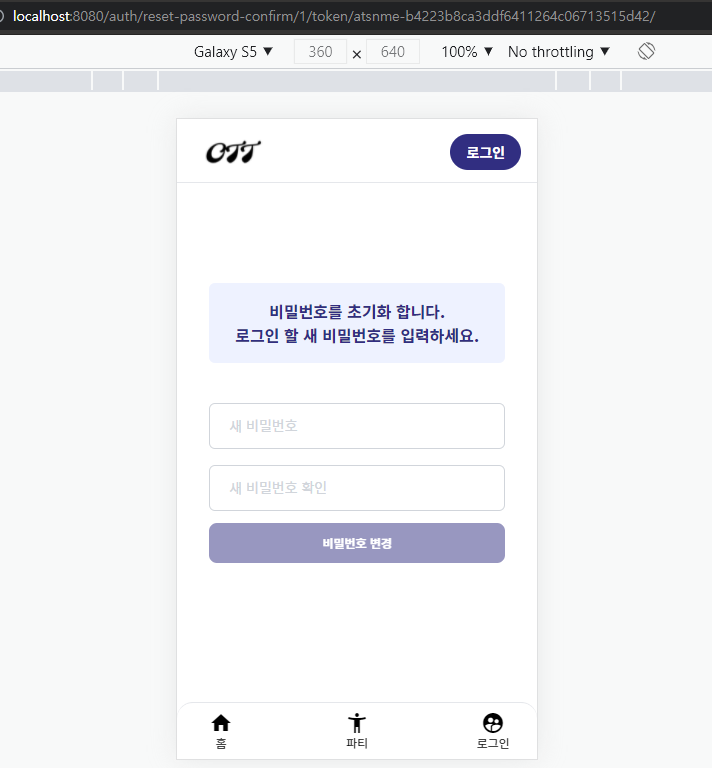 localhost:8080/auth/reset-password-confirm/1/token/atsnme-b4223b8ca3ddf6411264c06713515d42/
Galaxy S5 ▼ 360 × 640 100% ▼ No throttling ▼
OTT
로그인
비밀번호를 초기화 합니다.
로그인 할 새 비밀번호를 입력하세요.
새 비밀번호
새 비밀번호 확인
비밀번호 변경
홈 파티 로그인